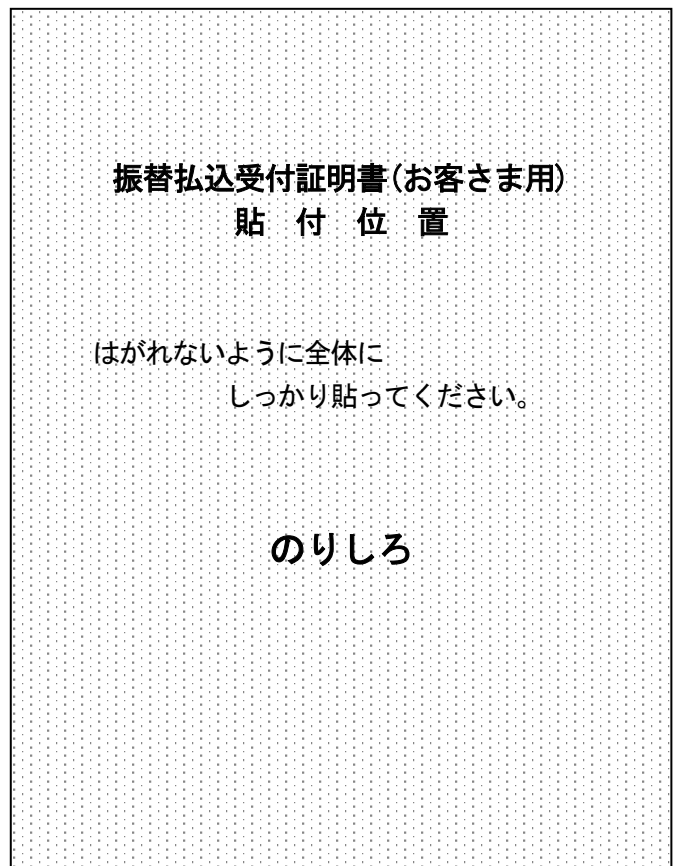 振替払込受付証明書(お客さま用)
貼　付　位　置
はがれないように全体に
しっかり貼ってください。
のりしろ